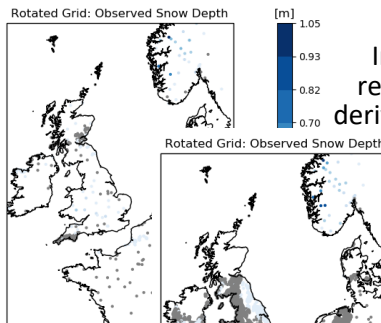 Rotated Grid: Observed Snow Depth
[m]
1.05
0.93
0.82
0.70
Rotated Grid: Observed Snow Depth